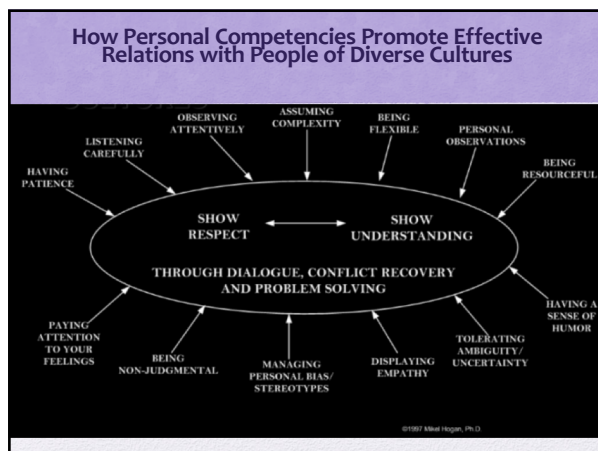 How Personal Competencies Promote Effective
Relations with People of Diverse Cultures
OBSERVING
ATTENTIVELY
ASSUMING
COMPLEXITY
BEING
FLEXIBLE
PERSONAL
OBSERVATIONS
LISTENING
CAREFULLY
BEING
RESOURCEFUL
HAVING
PATIENCE
SHOW
RESPECT
SHOW
UNDERSTANDING
THROUGH DIALOGUE, CONFLICT RECOVERY
AND PROBLEM SOLVING
HAVING A
SENSE OF
HUMOR
PAYING
ATTENTION
TO YOUR
FEELINGS
BEING
NON-JUDGMENTAL
MANAGING
PERSONAL BIAS/
STEREOTYPES
DISPLAYING
EMPATHY
TOLERATING
AMBIGUITY/
UNCERTAINTY
©1997 Mikel Hogan, Ph.D.